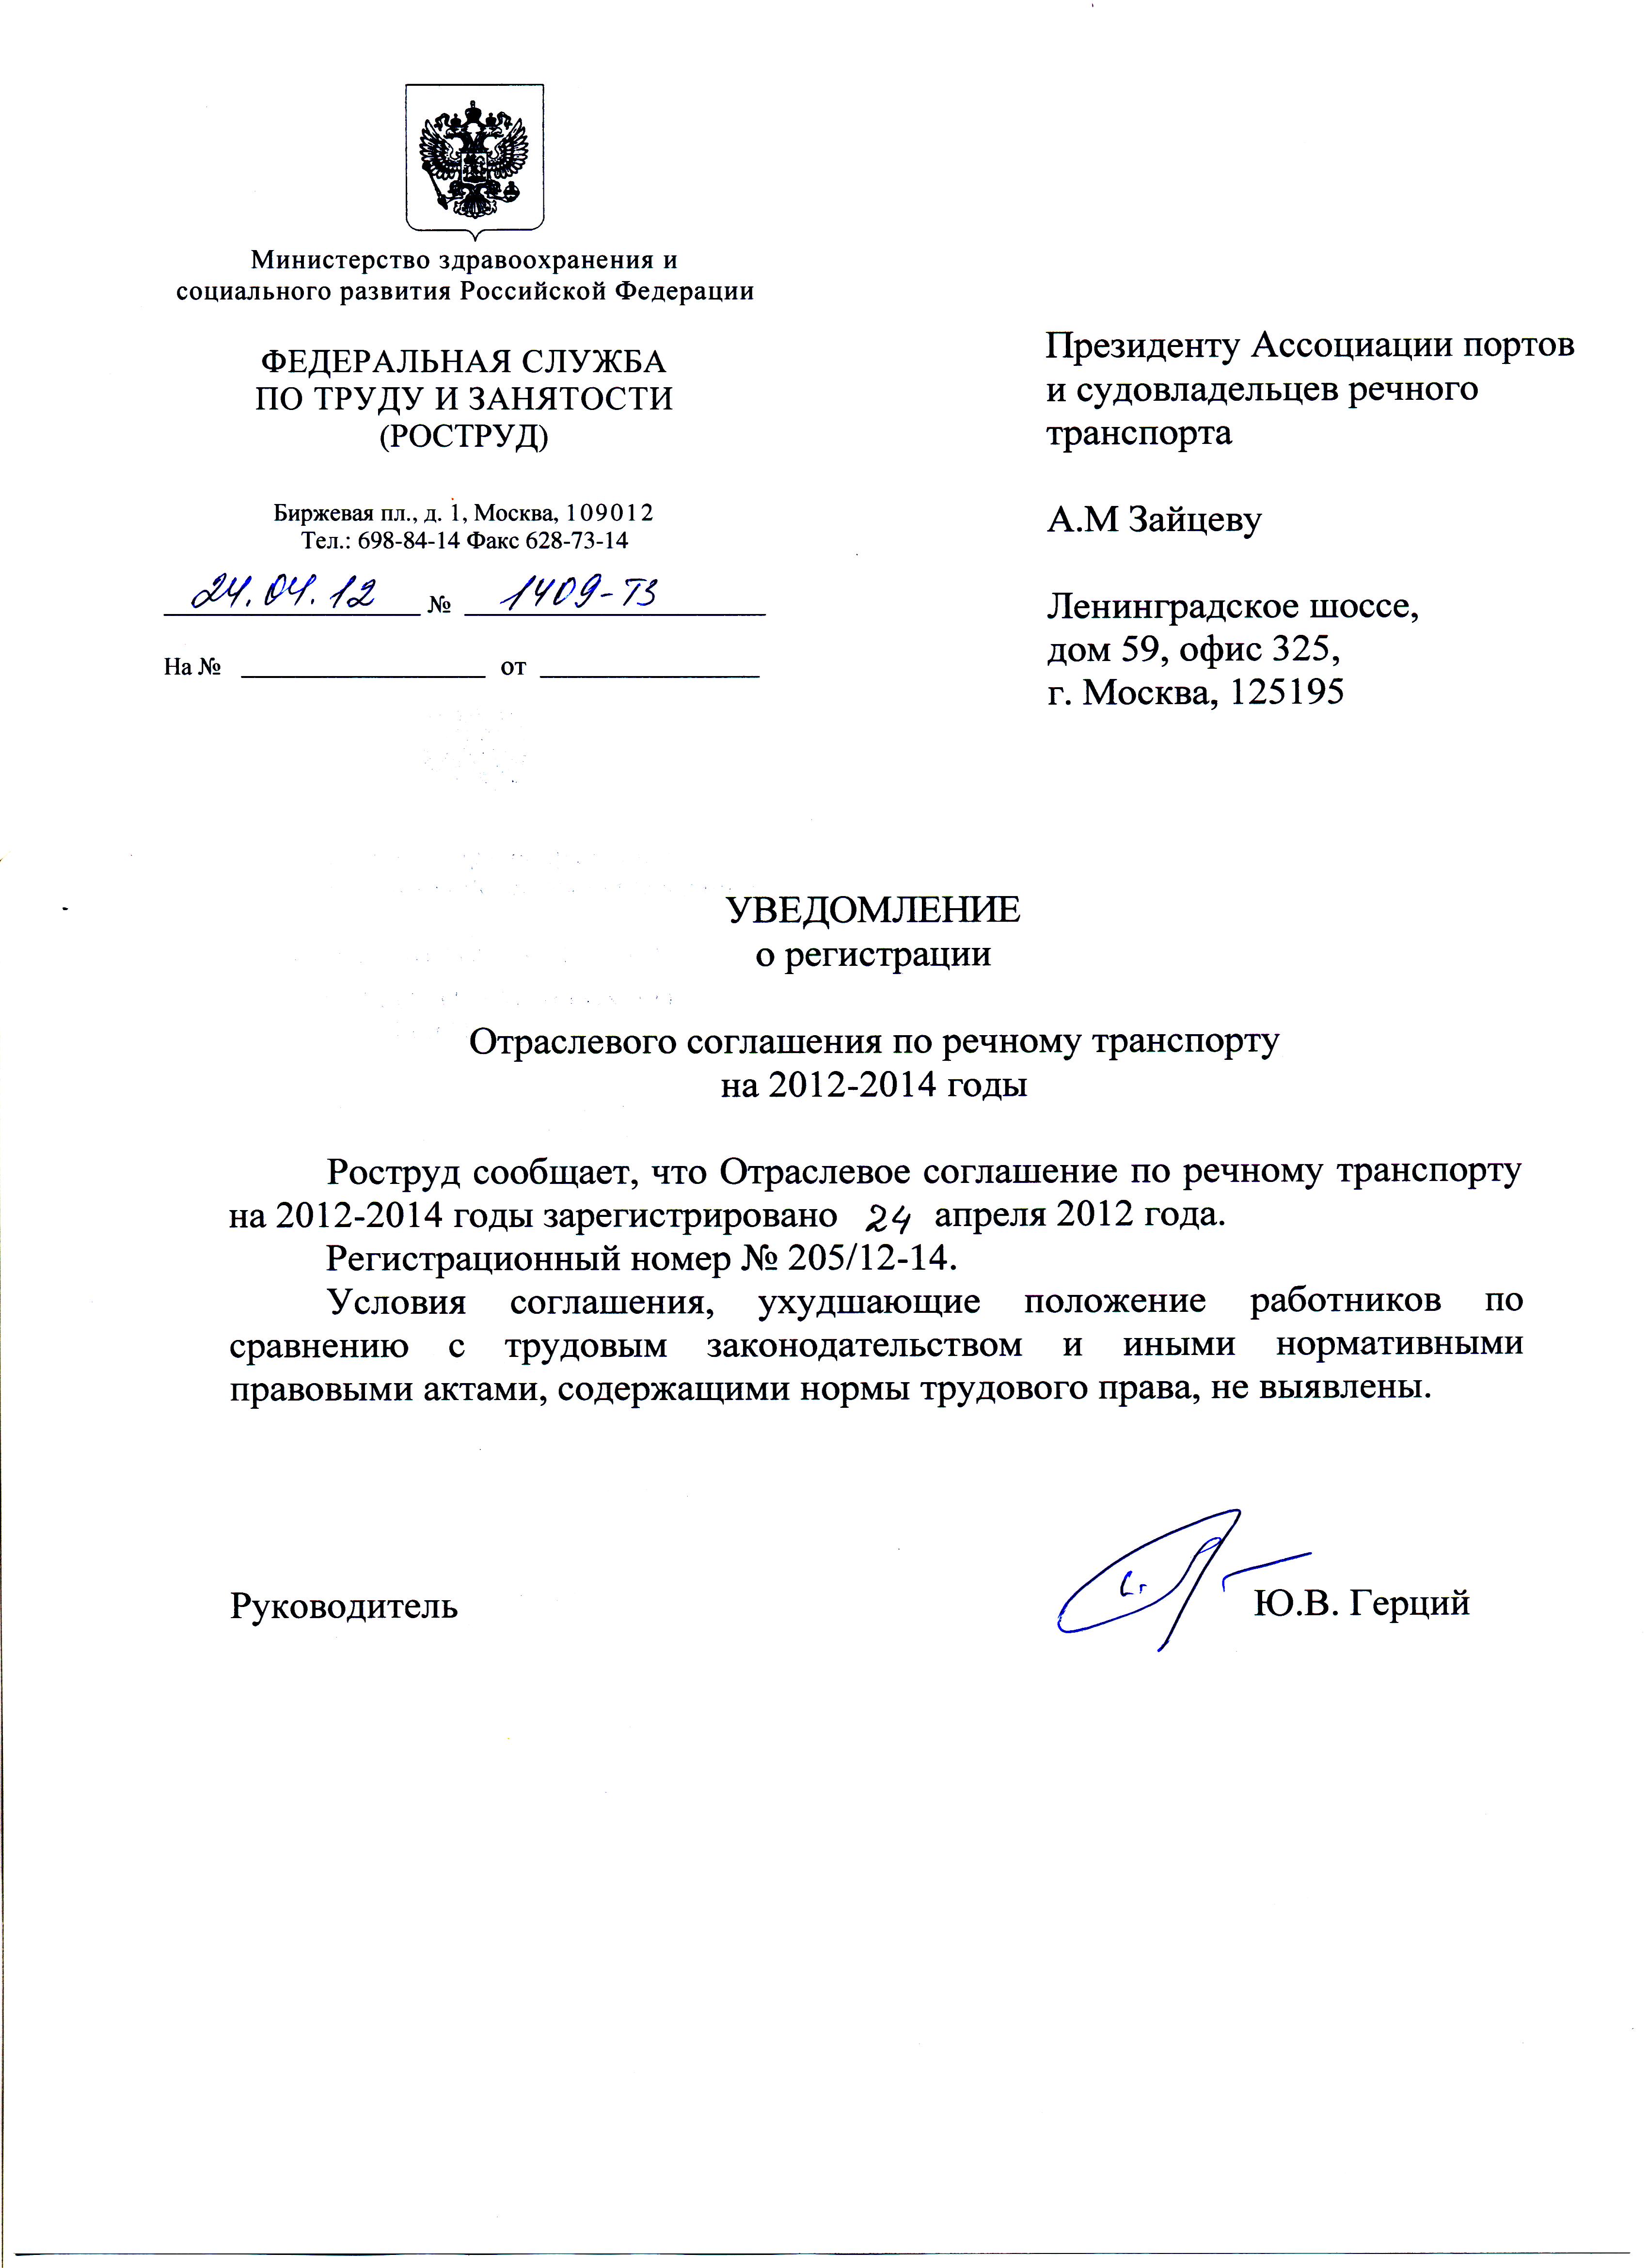 Министерство здравоохранения и
социального развития Российской Федерации
ФЕДЕРАЛЬНАЯ СЛУЖБА
ПО ТРУДУ И ЗАНЯТОСТИ
(РОСТРУД)
Биржевая пл., д. 1, Москва, 109012
Тел.: 698-84-14 Факс 628-73-14
24.04.12 № 1409-ТЗ
На № от
Президенту Ассоциации портов
и судовладельцев речного
транспорта
А.М Зайцеву
Ленинградское шоссе,
дом 59, офис 325,
г. Москва, 125195
УВЕДОМЛЕНИЕ
о регистрации
Отраслевого соглашения по речному транспорту
на 2012-2014 годы
Роструд сообщает, что Отраслевое соглашение по речному транспорту
на 2012-2014 годы зарегистрировано 24 апреля 2012 года.
Регистрационный номер № 205/12-14.
Условия соглашения, ухудшающие положение работников по
сравнению с трудовым законодательством и иными нормативными
правовыми актами, содержащими нормы трудового права, не выявлены.
Руководитель Ю.В. Герций